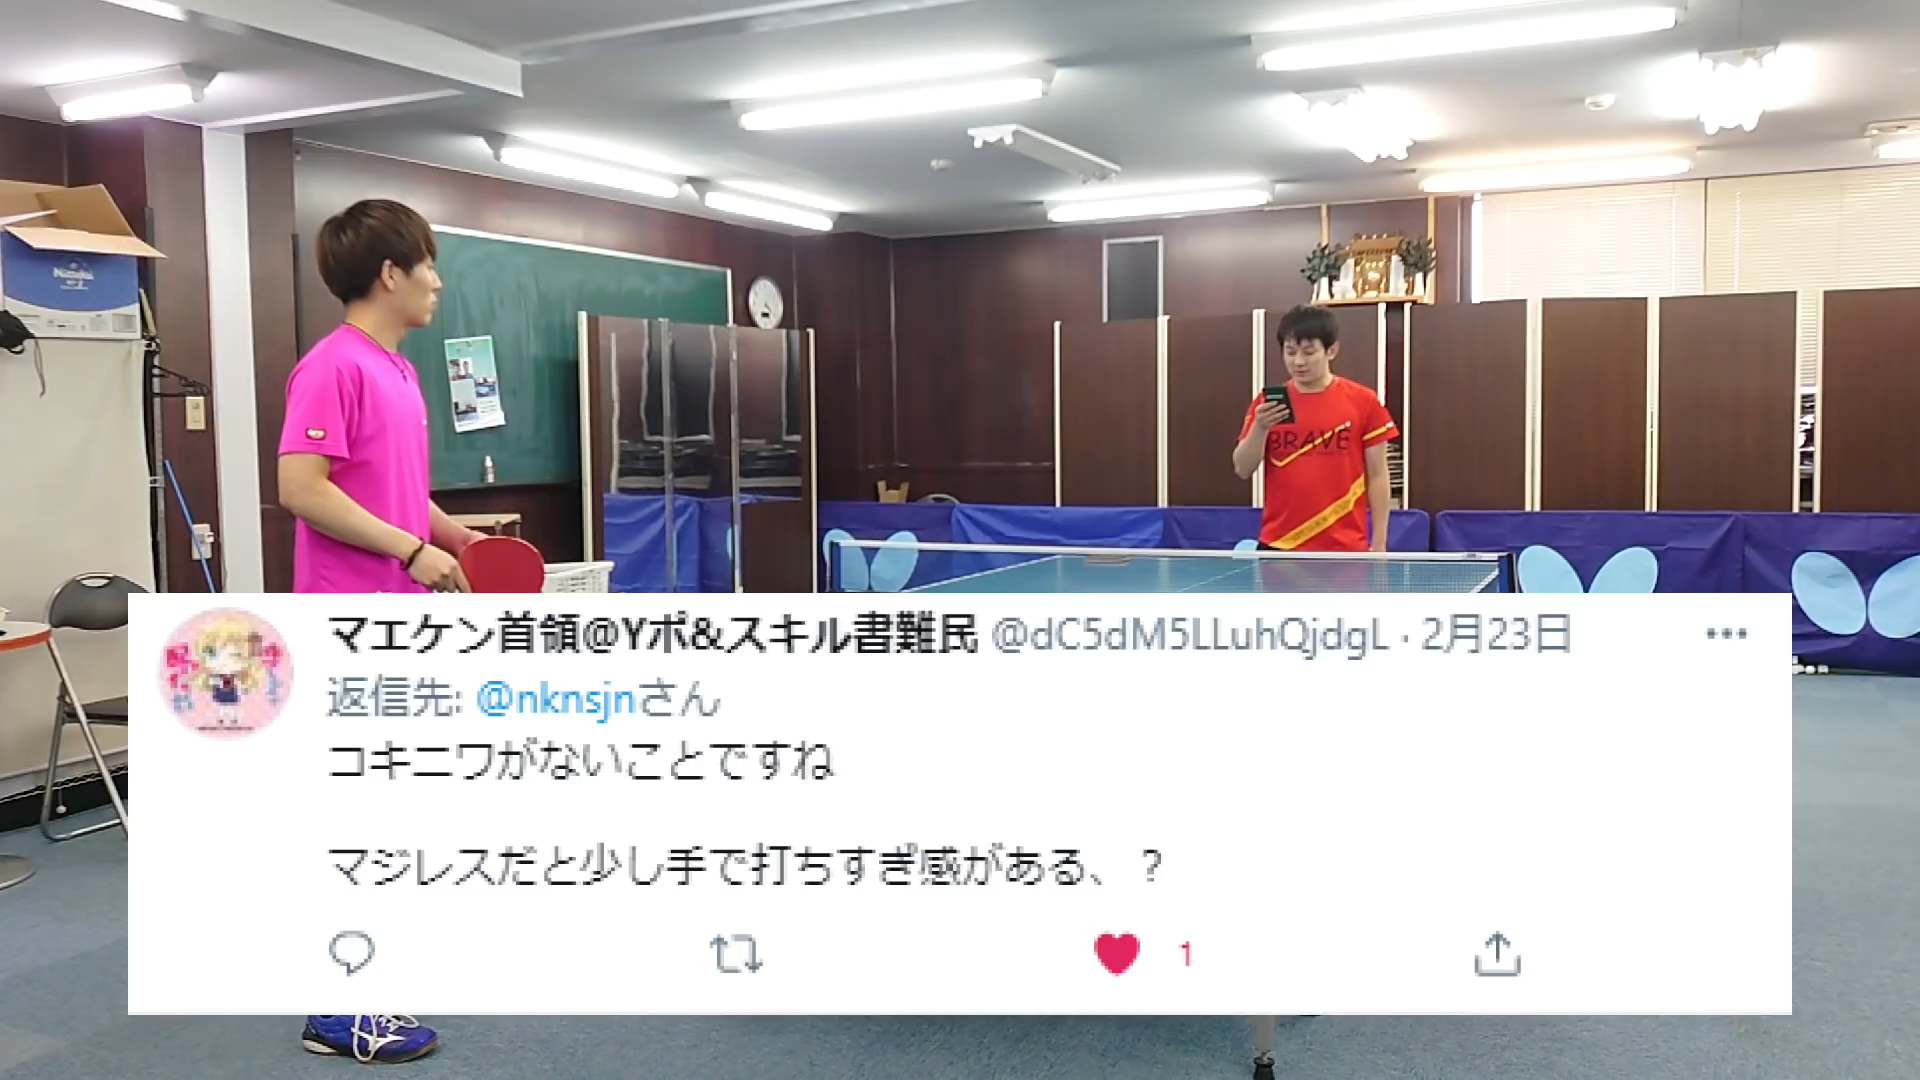 Nittaku
BRAVE
マエケン首領@Yポ&スキル書難民 @dC5dM5LLuhQjdgL · 2月23日
返信先: @nknsjnさん
コキニワがないことですね
マジレスだと少し手で打ちすぎ感がある、？
1